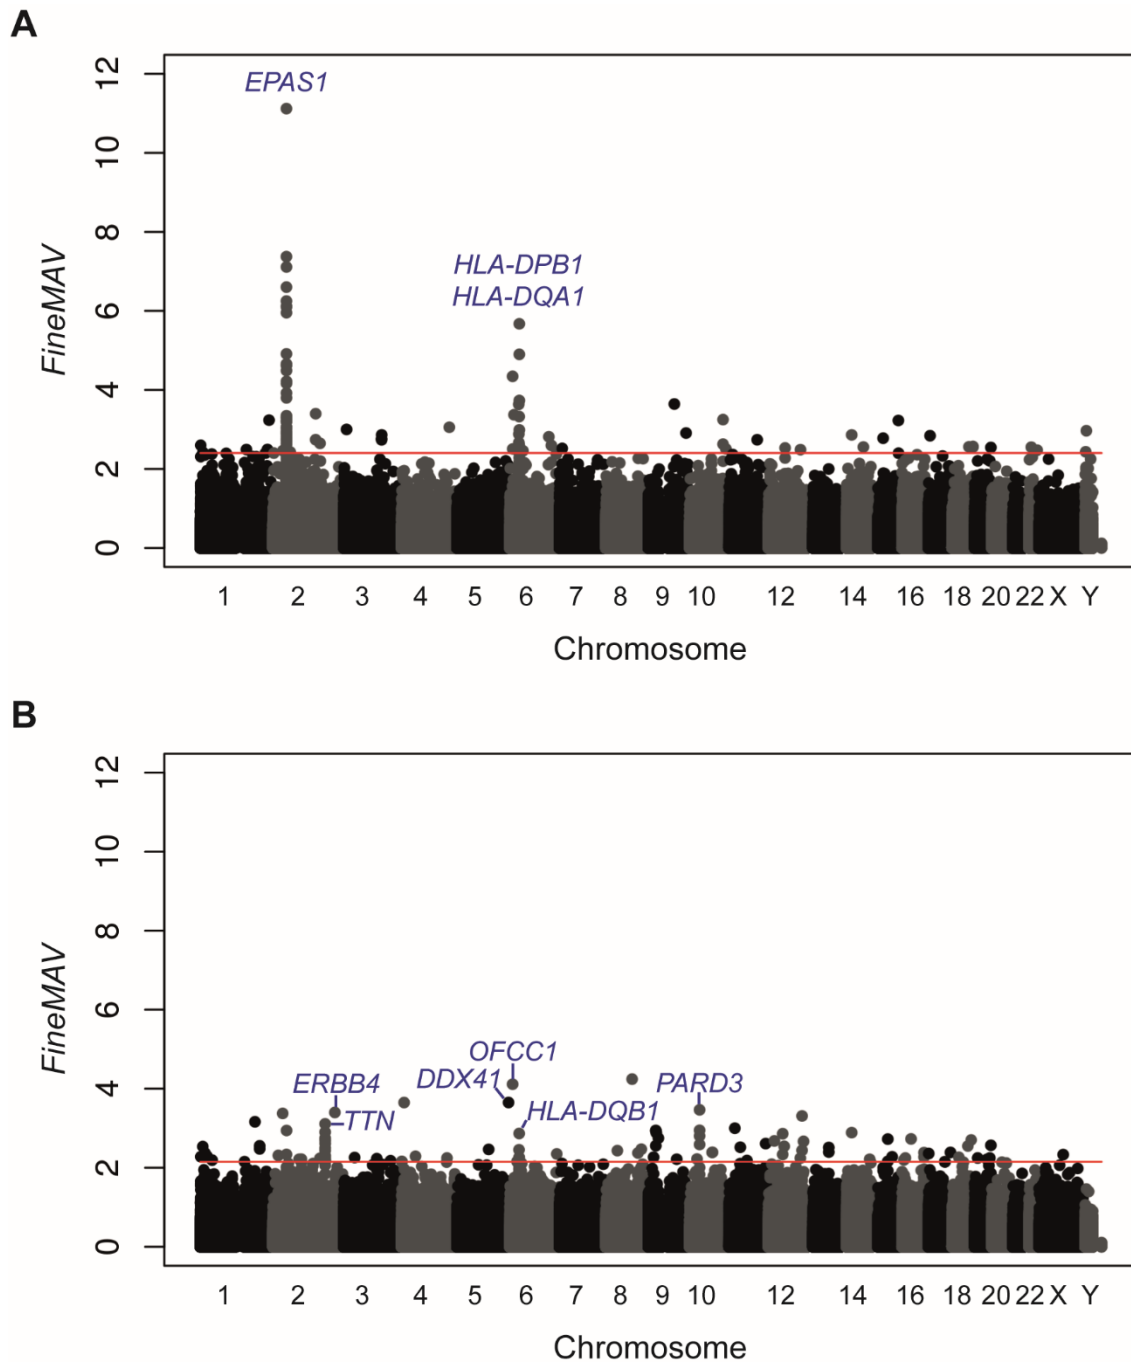 A
EPAS1
HLA-DPB1
HLA-DQA1
FineMAV
12
10
8
6
4
2
0
1 2 3 4 5 6 7 8 9 10 12 14 16 18 20 22 X Y
Chromosome
B
OFCC1
DDX41
ERBB4
PARD3
TTN
HLA-DQB1
FineMAV
12
10
8
6
4
2
0
1 2 3 4 5 6 7 8 9 10 12 14 16 18 20 22 X Y
Chromosome